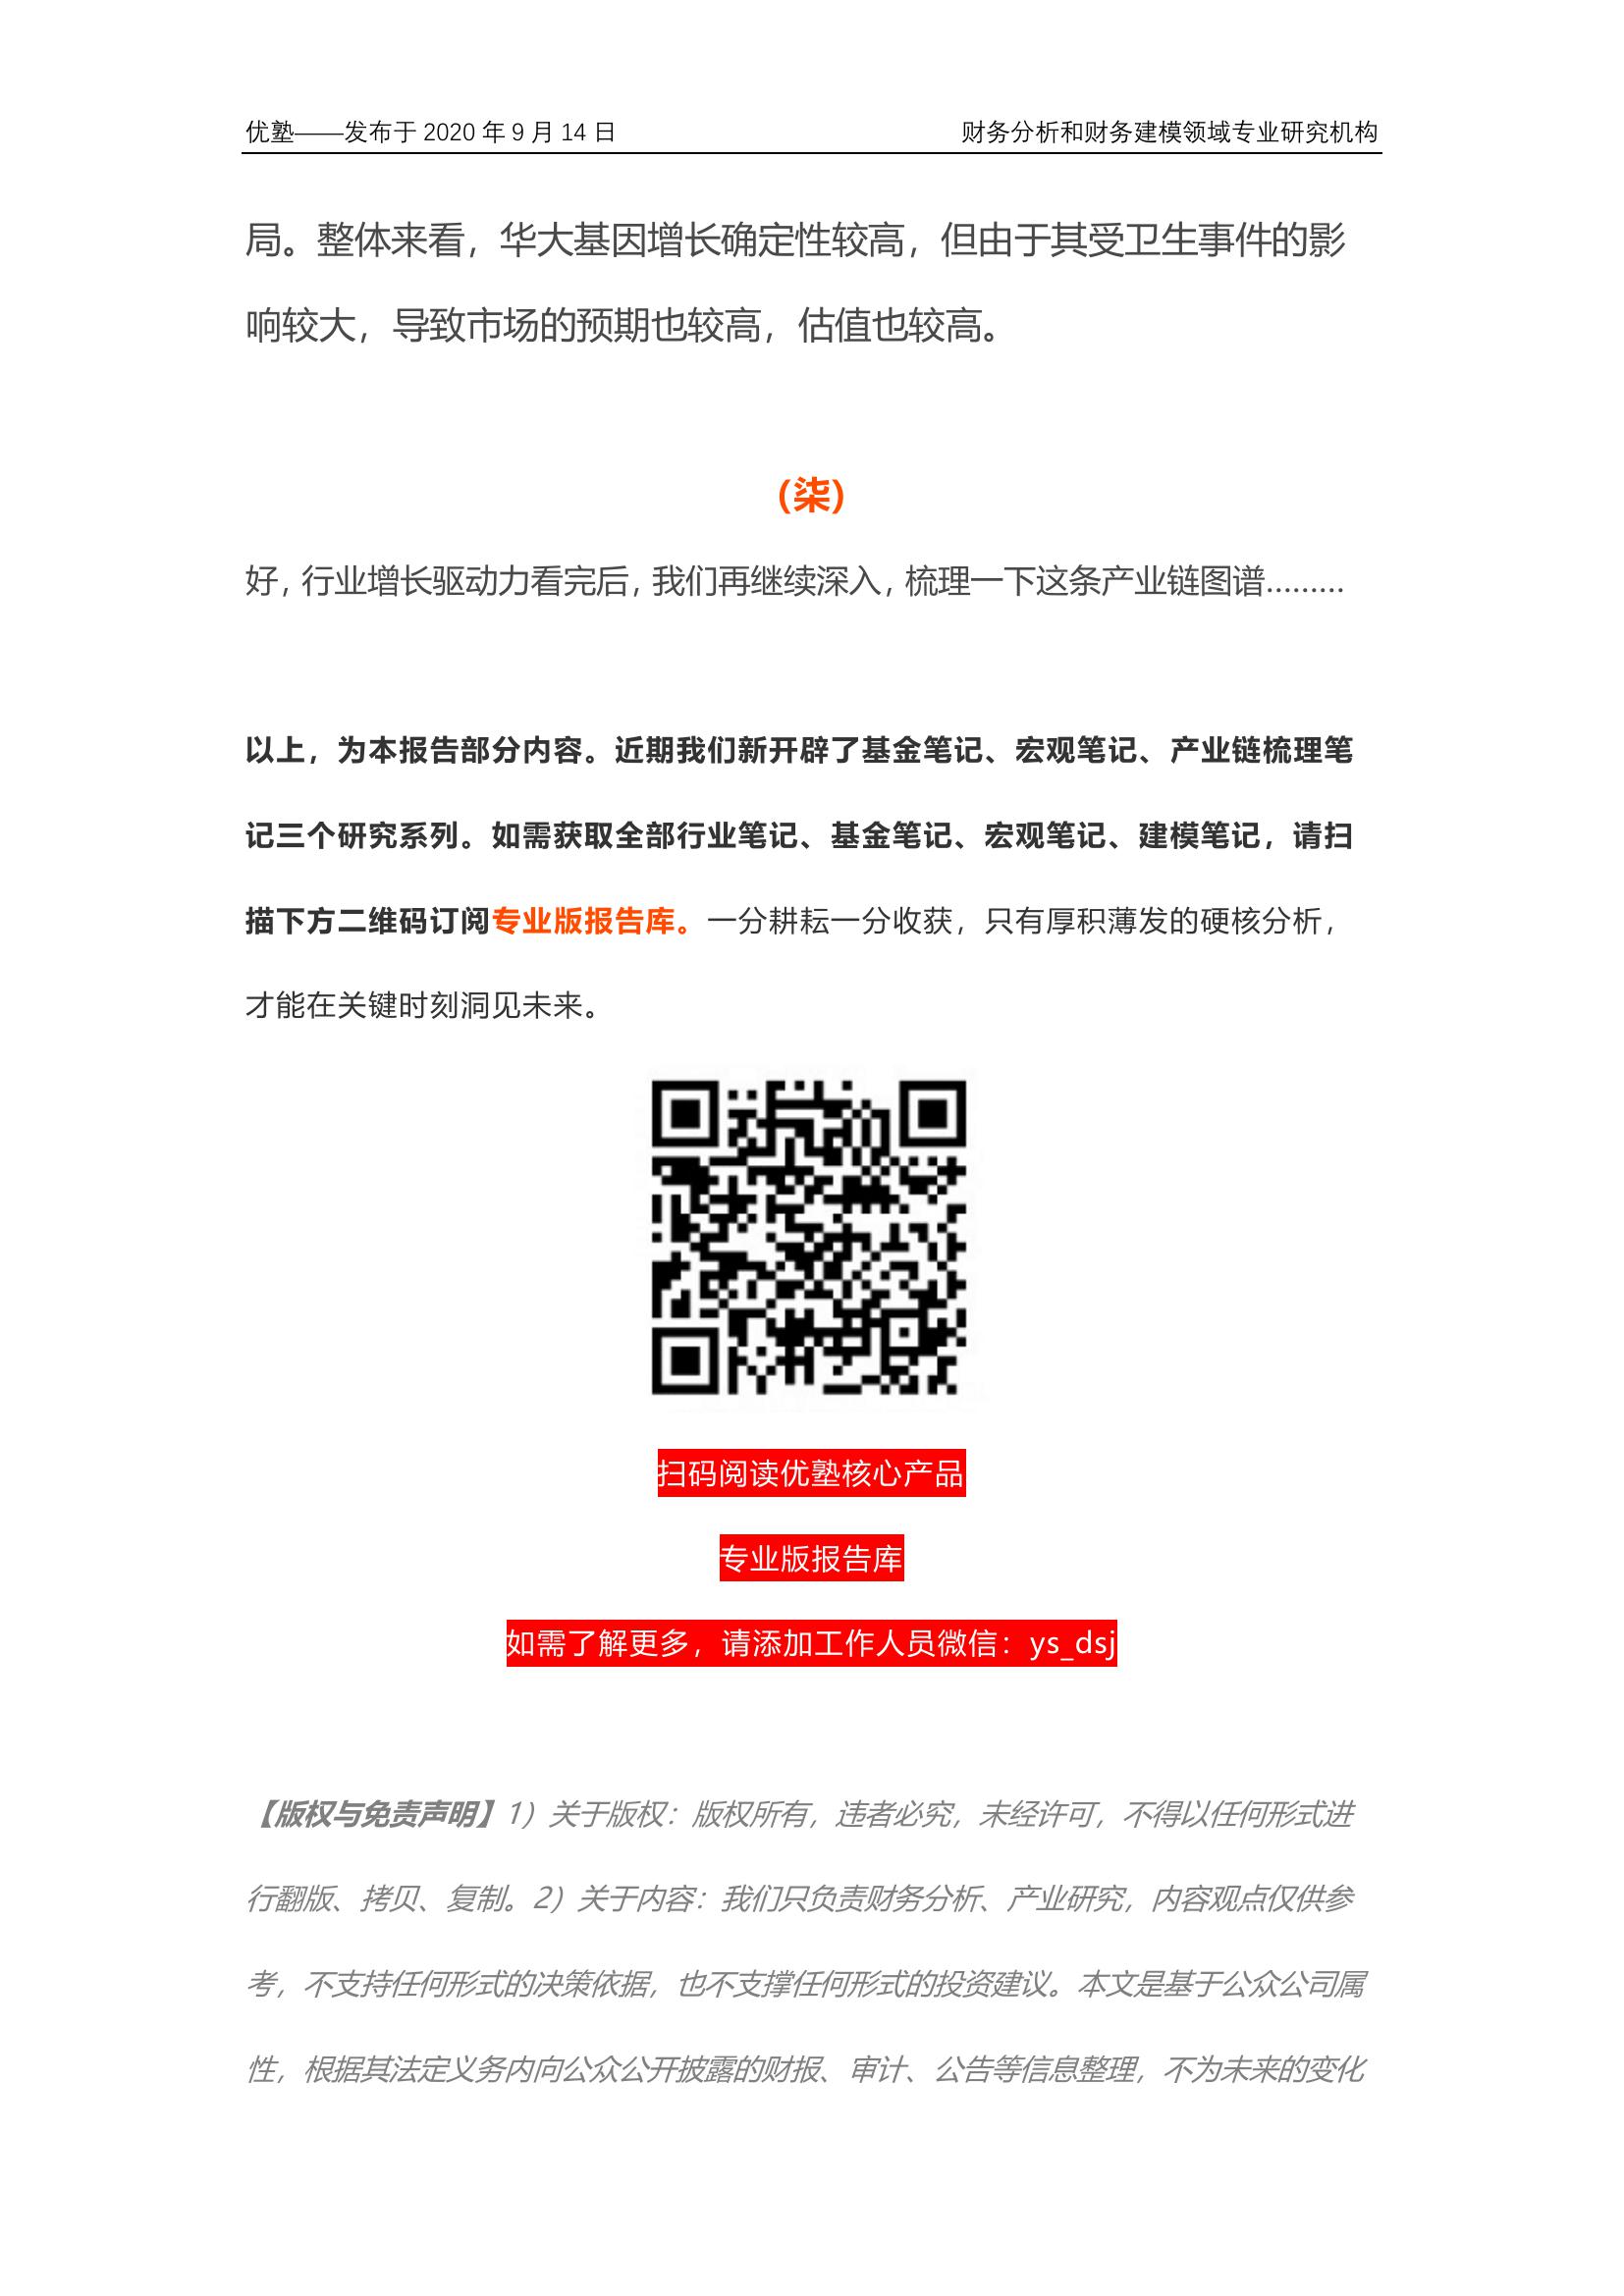 优塾——发布于 2020 年 9 月 14 日
财务分析和财务建模领域专业研究机构
局。整体来看，华大基因增长确定性较高，但由于其受卫生事件的影
响较大，导致市场的预期也较高，估值也较高。
(柒)
好，行业增长驱动力看完后，我们再继续深入，梳理一下这条产业链图谱………
以上，为本报告部分内容。近期我们新开辟了基金笔记、宏观笔记、产业链梳理笔
记三个研究系列。如需获取全部行业笔记、基金笔记、宏观笔记、建模笔记，请扫
描下方二维码订阅专业版报告库。一分耕耘一分收获，只有厚积薄发的硬核分析，
才能在关键时刻洞见未来。
扫码阅读优塾核心产品
专业版报告库
如需了解更多，请添加工作人员微信：ys_dsj
【版权与免责声明】1）关于版权：版权所有，违者必究，未经许可，不得以任何形式进
行翻版、拷贝、复制。2）关于内容：我们只负责财务分析、产业研究，内容观点仅供参
考，不支持任何形式的决策依据，也不支撑任何形式的投资建议。本文是基于公众公司属
性，根据其法定义务内向公众公开披露的财报、审计、公告等信息整理，不为未来的变化